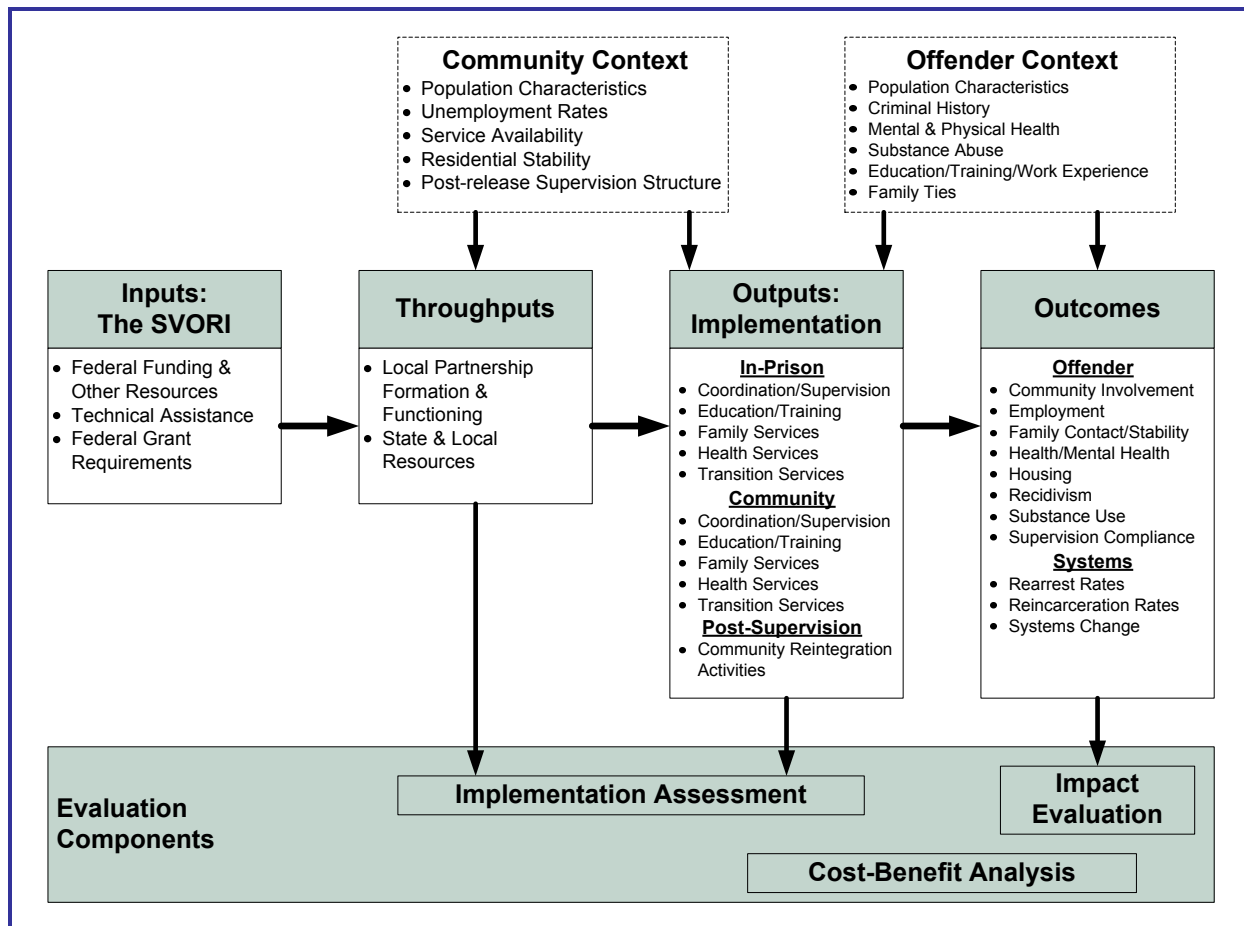 Community Context
• Population Characteristics
• Unemployment Rates
• Service Availability
• Residential Stability
• Post-release Supervision Structure
Offender Context
• Population Characteristics
• Criminal History
• Mental & Physical Health
• Substance Abuse
• Education/Training/Work Experience
• Family Ties
Inputs:
The SVORI
• Federal Funding &
Other Resources
• Technical Assistance
• Federal Grant
Requirements
Throughputs
• Local Partnership
Formation &
Functioning
• State & Local
Resources
Outputs:
Implementation
In-Prison
• Coordination/Supervision
• Education/Training
• Family Services
• Health Services
• Transition Services
Community
• Coordination/Supervision
• Education/Training
• Family Services
• Health Services
• Transition Services
Post-Supervision
• Community Reintegration
Activities
Outcomes
Offender
• Community Involvement
• Employment
• Family Contact/Stability
• Health/Mental Health
• Housing
• Recidivism
• Substance Use
• Supervision Compliance
Systems
• Rearrest Rates
• Reincarceration Rates
• Systems Change
Evaluation
Components
Implementation Assessment
Impact
Evaluation
Cost-Benefit Analysis